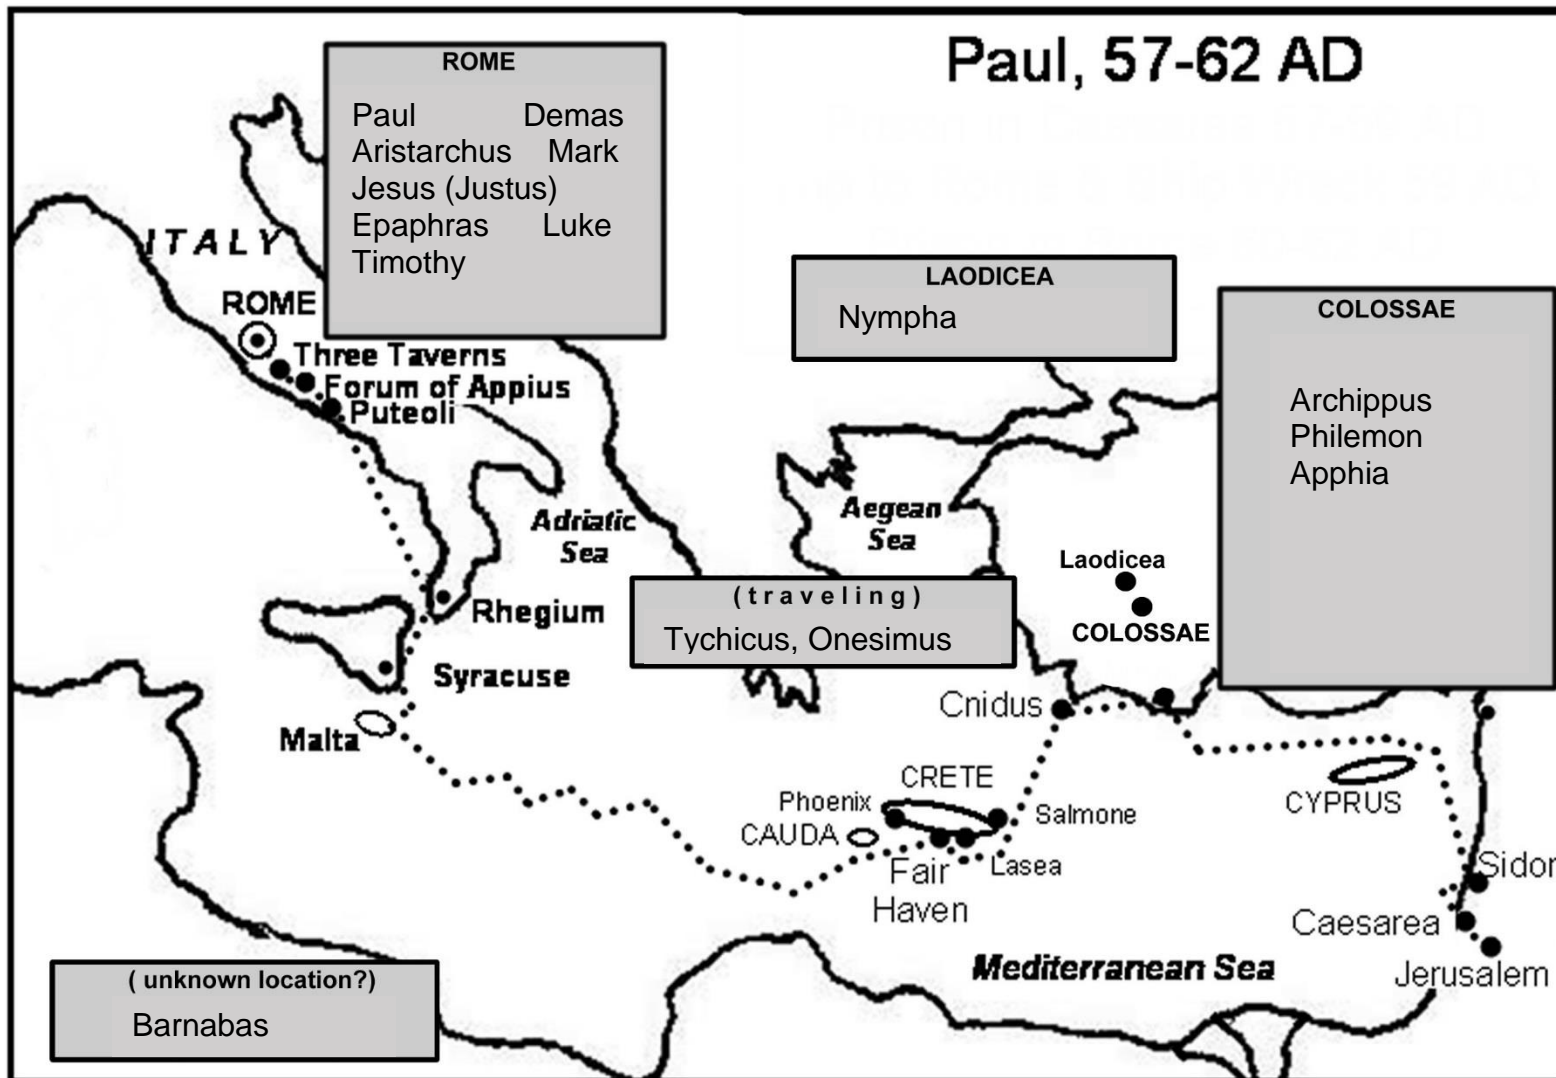 Paul, 57-62 AD
ROME
Paul Demas
Aristarchus Mark
Jesus (Justus)
Epaphras Luke
Timothy
ITALY
ROME
Three Taverns
Forum of Appius
Puteoli
LAODICEA
Nympha
COLOSSAE
Archippus
Philemon
Apphia
Adriatic
Sea
Aegean
Sea
Laodicea
COLOSSAE
(traveling)
Tychicus, Onesimus
Rhegium
Syracuse
Malta
Cnidus
CRETE
Phoenix
Salmone
CAUDA
Lasea
Fair
Haven
CYPRUS
Sidon
Caesarea
Jerusalem
Mediterranean Sea
( unknown location?)
Barnabas